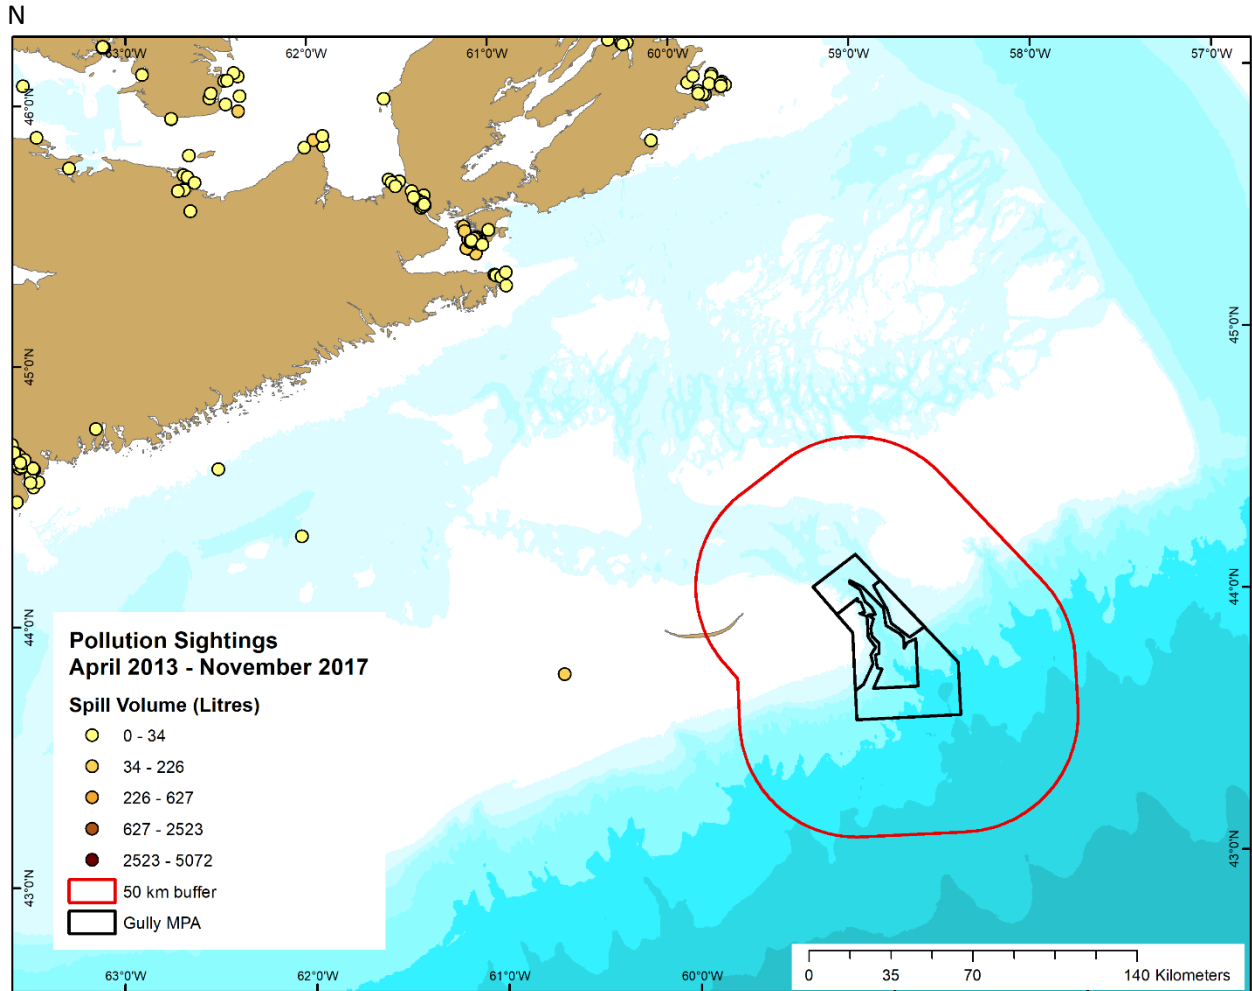 N
63°0'W 62°0'W 61°0'W 60°0'W 59°0'W 58°0'W 57°0'W
46°0'N
45°0'N 45°0'N
44°0'N 44°0'N
Pollution Sightings
April 2013 - November 2017
Spill Volume (Litres)
0 - 34
34 - 226
226 - 627
627 - 2523
2523 - 5072
50 km buffer
Gully MPA
43°0'N 43°0'N
63°0'W 62°0'W 61°0'W 60°0'W
0 35 70 140 Kilometers